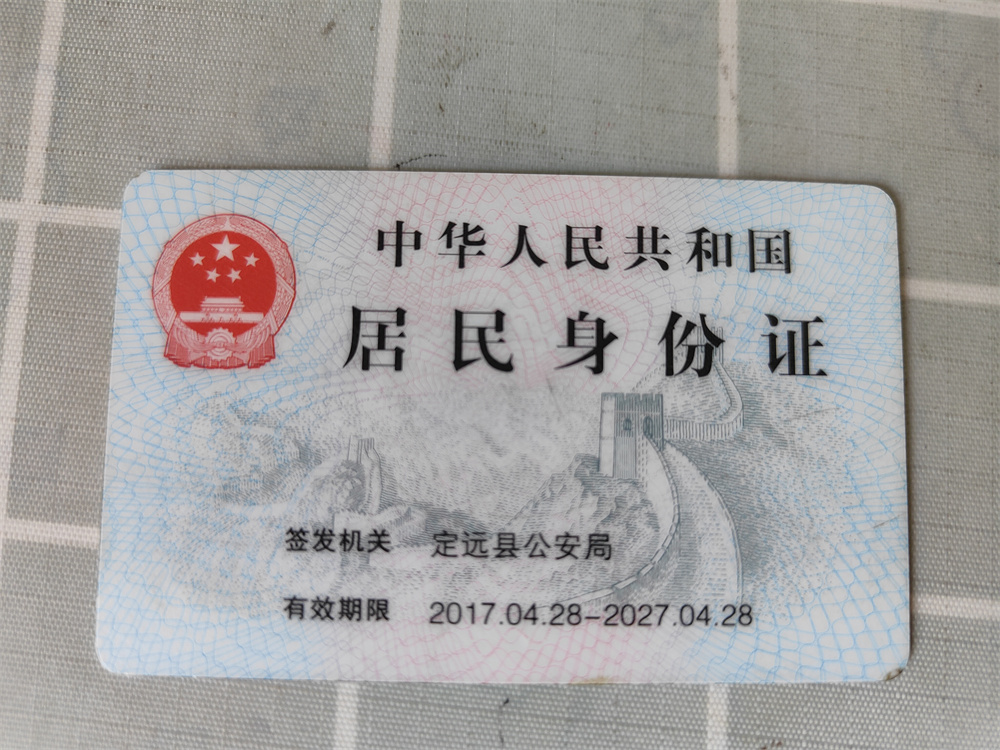 中华人民共和国
居民身份证
签发机关 定远县公安局
有效期限 2017.04.28-2027.04.28